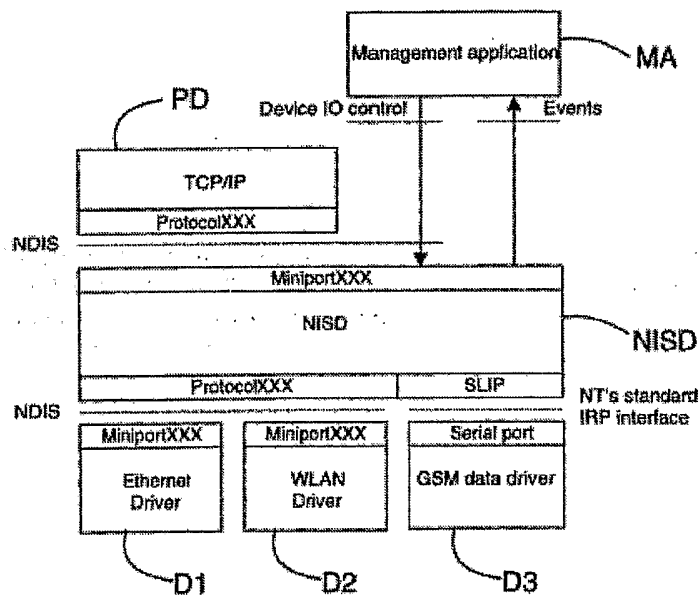 Management application
MA
PD
Device IO control
Events
TCP/IP
ProtocolXXX
NDIS
MiniportXXX
NISD
NISD
ProtocolXXX
SLIP
NDIS
NT's standard
IRP interface
MiniportXXX
MiniportXXX
Serial port
Ethernet
Driver
WLAN
Driver
GSM data driver
D1
D2
D3